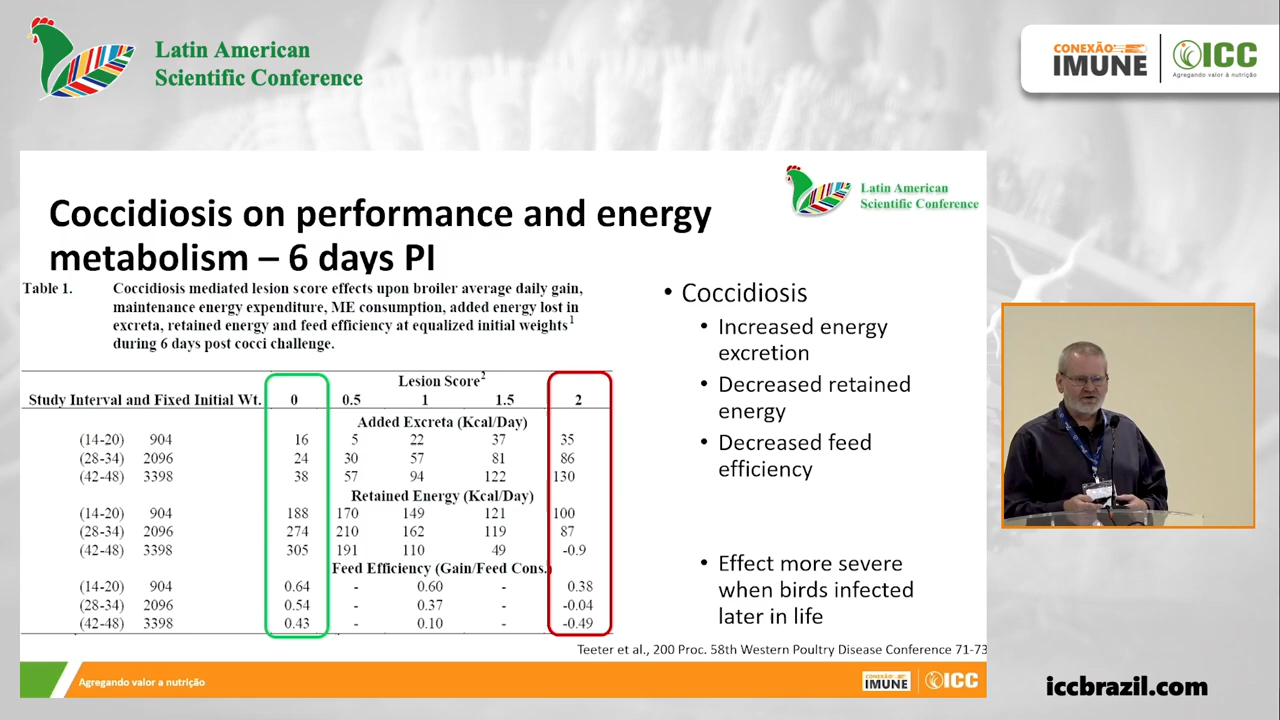 Latin American
Scientific Conference
CONEXÃO
IMUNE
ICC
Agregando valor à nutrição
Latin American
Scientific Conference
Coccidiosis on performance and energy
metabolism – 6 days PI
Table 1. Coccidiosis mediated lesion score effects upon broiler average daily gain,
maintenance energy expenditure, ME consumption, added energy lost in
excreta, retained energy and feed efficiency at equalized initial weights1
during 6 days post cocci challenge.
Lesion Score2
Study Interval and Fixed Initial Wt. 0 0.5 1 1.5 2
Added Excreta (Kcal/Day)
(14-20) 904 16 5 22 37 35
(28-34) 2096 24 30 57 81 86
(42-48) 3398 38 57 94 122 130
Retained Energy (Kcal/Day)
(14-20) 904 188 170 149 121 100
(28-34) 2096 274 210 162 119 87
(42-48) 3398 305 191 110 49 -0.9
Feed Efficiency (Gain/Feed Cons.)
(14-20) 904 0.64 - 0.60 - 0.38
(28-34) 2096 0.54 - 0.37 - -0.04
(42-48) 3398 0.43 - 0.10 - -0.49
• Coccidiosis
• Increased energy
excretion
• Decreased retained
energy
• Decreased feed
efficiency
• Effect more severe
when birds infected
later in life
Teeter et al., 200 Proc. 58th Western Poultry Disease Conference 71-73
Agregando valor a nutrição
CONEXÃO
IMUNE
ICC
iccbrazil.com